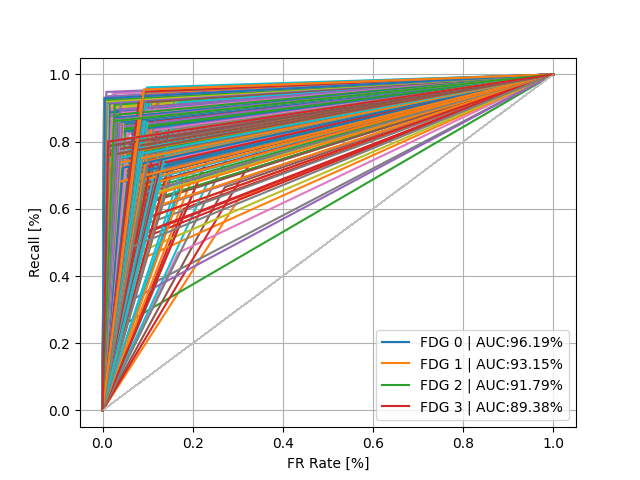 1.0
0.8
0.6
0.4
0.2
0.0
Recall [%]
FDG 0 | AUC:96.19%
FDG 1 | AUC:93.15%
FDG 2 | AUC:91.79%
FDG 3 | AUC:89.38%
0.0 0.2 0.4 0.6 0.8 1.0
FR Rate [%]